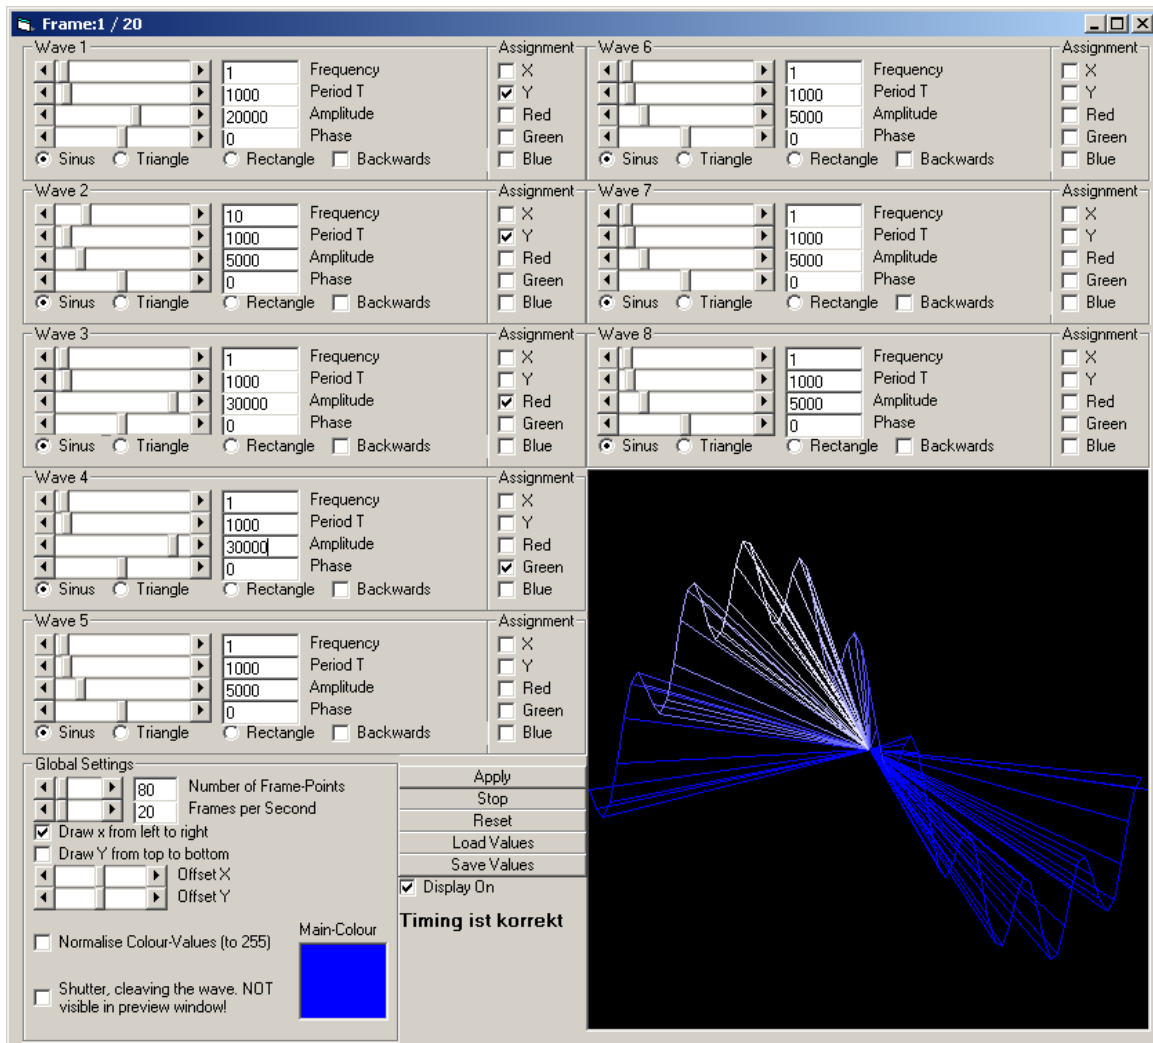 Frame:1 / 20
Wave 1 Assignment
1 Frequency X
1000 Period T Y
20000 Amplitude Red
0 Phase Green
Sinus Triangle Rectangle Backwards Blue
Wave 6 Assignment
1 Frequency X
1000 Period T Y
5000 Amplitude Red
0 Phase Green
Sinus Triangle Rectangle Backwards Blue
Wave 2 Assignment
10 Frequency X
1000 Period T Y
5000 Amplitude Red
0 Phase Green
Sinus Triangle Rectangle Backwards Blue
Wave 7 Assignment
1 Frequency X
1000 Period T Y
5000 Amplitude Red
0 Phase Green
Sinus Triangle Rectangle Backwards Blue
Wave 3 Assignment
1 Frequency X
1000 Period T Y
30000 Amplitude Red
0 Phase Green
Sinus Triangle Rectangle Backwards Blue
Wave 8 Assignment
1 Frequency X
1000 Period T Y
5000 Amplitude Red
0 Phase Green
Sinus Triangle Rectangle Backwards Blue
Wave 4 Assignment
1 Frequency X
1000 Period T Y
30000 Amplitude Red
0 Phase Green
Sinus Triangle Rectangle Backwards Blue
Wave 5 Assignment
1 Frequency X
1000 Period T Y
5000 Amplitude Red
0 Phase Green
Sinus Triangle Rectangle Backwards Blue
Global Settings
80 Number of Frame-Points
20 Frames per Second
Draw x from left to right
Draw Y from top to bottom
Offset X
Offset Y
Normalise Colour-Values (to 255)
Main-Colour
Shutter, cleaving the wave. NOT
visible in preview window!
Apply
Stop
Reset
Load Values
Save Values
Display On
Timing ist korrekt